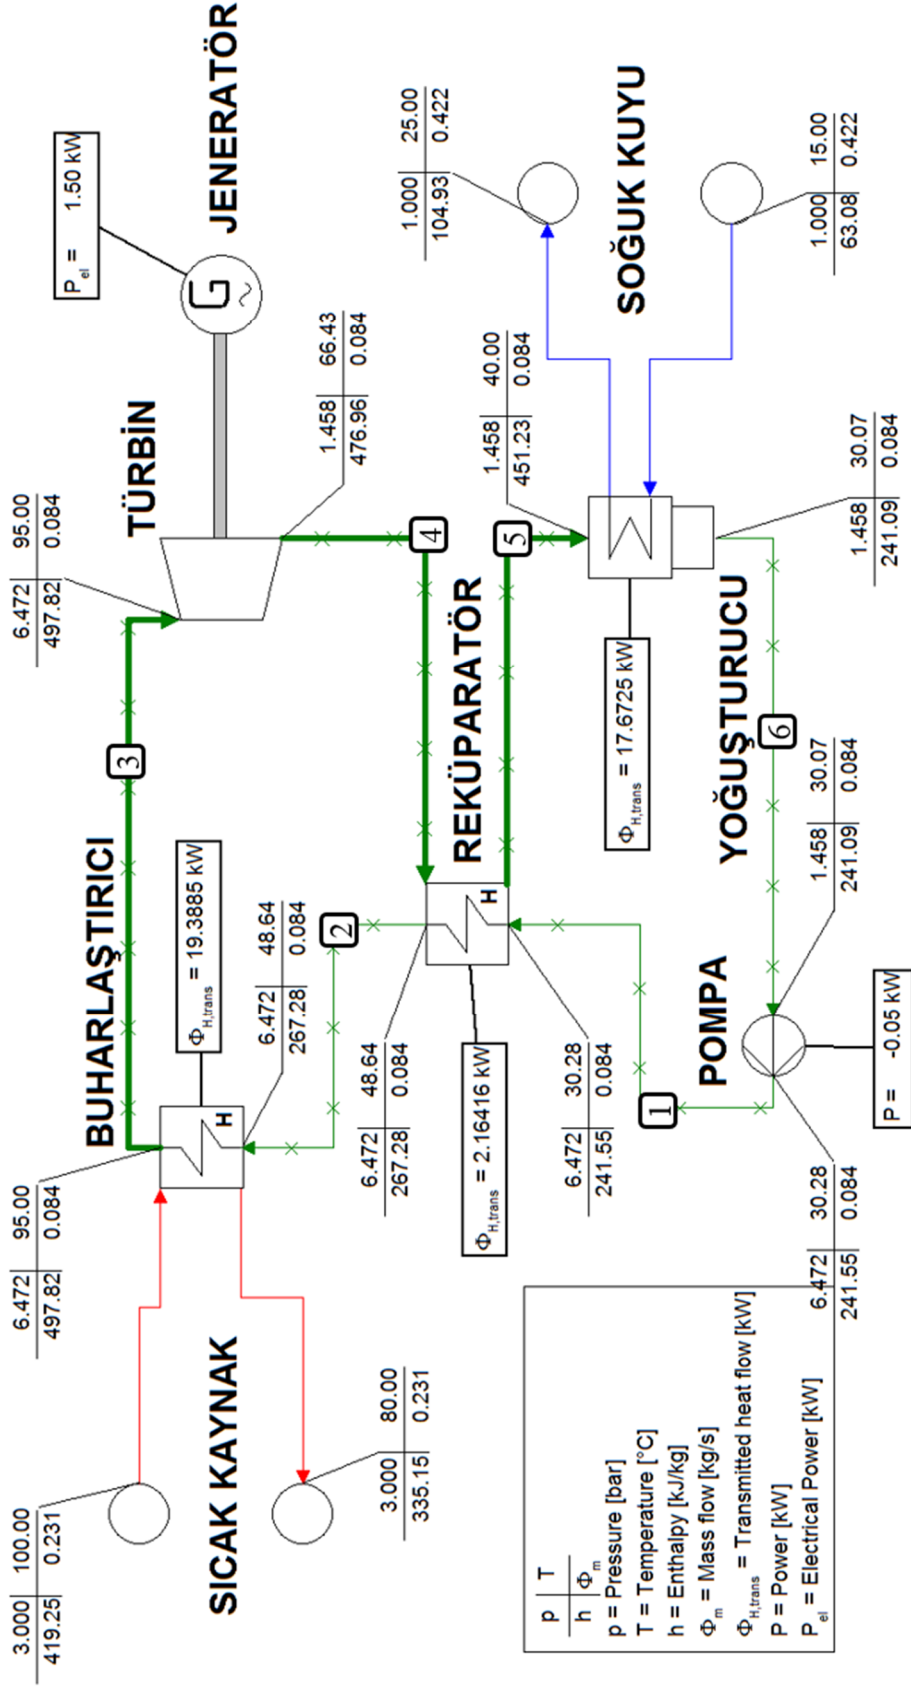 3.000 100.00
419.25 0.231
SICAK KAYNAK
3.000 80.00
335.15 0.231
6.472 95.00
497.82 0.084
BUHARLAŞTIRICI
H
ΦH,trans = 19.3885 kW
6.472 48.64
267.28 0.084
2
3
6.472 95.00
497.82 0.084
TÜRBİN
1.458 66.43
476.96 0.084
G
~
JENERATÖR
Pel = 1.50 kW
4
REKÜPARATÖR
H
6.472 48.64
267.28 0.084
ΦH,trans = 2.16416 kW
6.472 30.28
241.55 0.084
5
1.458 40.00
451.23 0.084
1.000 25.00
104.93 0.422
SOĞUK KUYU
1.000 15.00
63.08 0.422
ΦH,trans = 17.6725 kW
YOĞUŞTURUCU
1.458 30.07
241.09 0.084
6
1.458 30.07
241.09 0.084
POMPA
1
P = -0.05 kW
6.472 30.28
241.55 0.084
p T
h Φm
p = Pressure [bar]
T = Temperature [°C]
h = Enthalpy [kJ/kg]
Φm = Mass flow [kg/s]
ΦH,trans = Transmitted heat flow [kW]
P = Power [kW]
Pel = Electrical Power [kW]